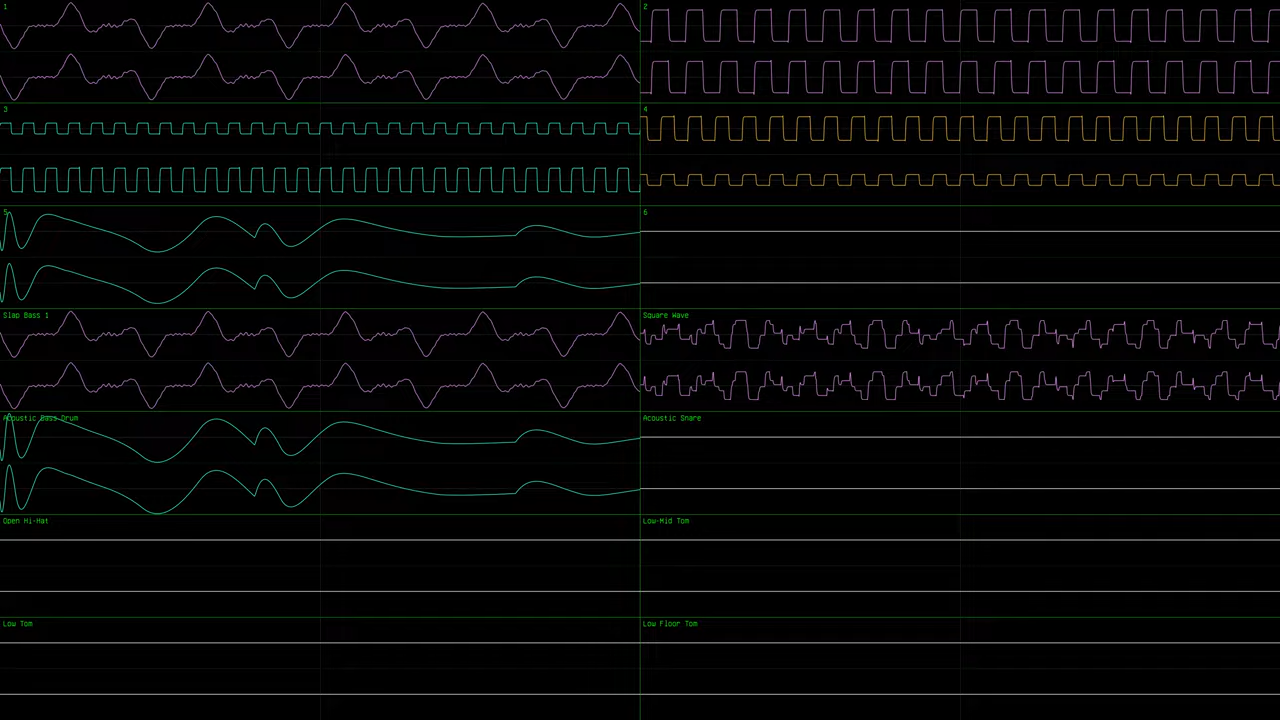 1
2
3
4
5
6
Slap Bass 1
Square Wave
Acoustic Bass Drum
Acoustic Snare
Open Hi-Hat
Low-Mid Tom
Low Tom
Low Floor Tom